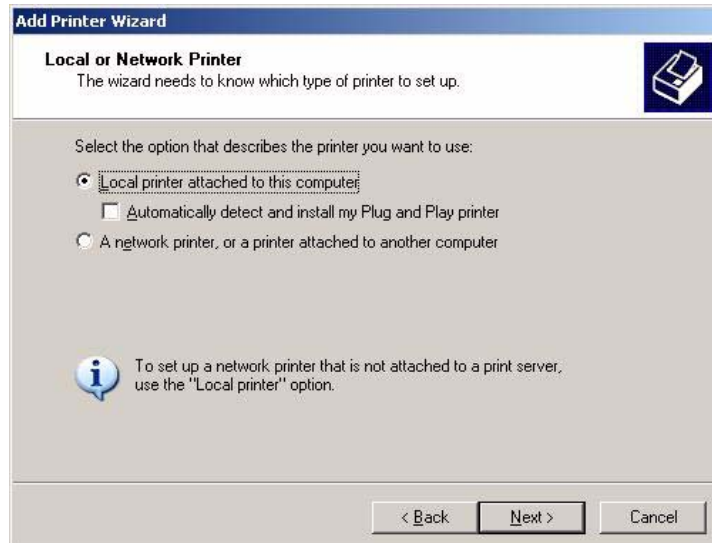 Add Printer Wizard
Local or Network Printer
The wizard needs to know which type of printer to set up.
Select the option that describes the printer you want to use:
Local printer attached to this computer
Automatically detect and install my Plug and Play printer
A network printer, or a printer attached to another computer
To set up a network printer that is not attached to a print server,
use the "Local printer" option.
< Back
Next >
Cancel